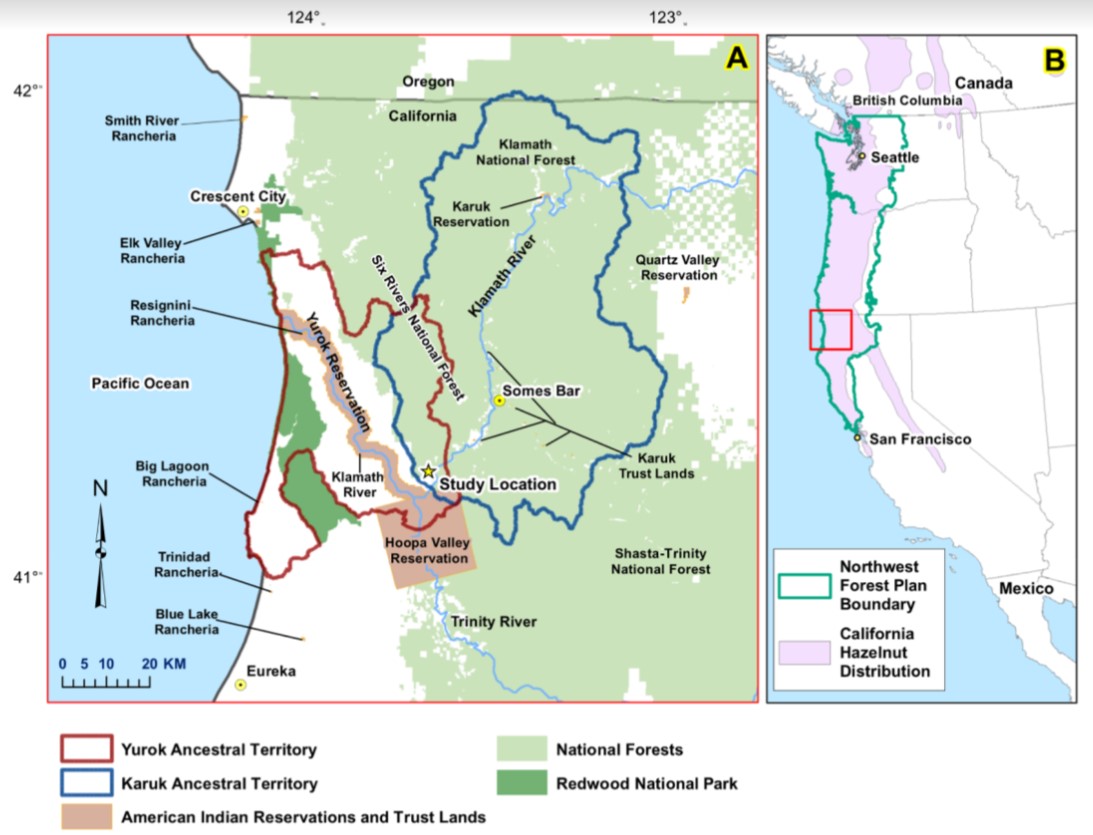 124°
123°
42°
41°
A
Oregon
California
Smith River
Rancheria
Crescent City
Elk Valley
Rancheria
Resignini
Rancheria
Pacific Ocean
Big Lagoon
Rancheria
Trinidad
Rancheria
Blue Lake
Rancheria
Eureka
N
0 5 10 20 KM
Klamath
National Forest
Karuk
Reservation
Klamath River
Six Rivers National Forest
Quartz Valley
Reservation
Yurok Reservation
Somes Bar
Karuk
Trust Lands
Klamath
River
Study Location
Hoopa Valley
Reservation
Shasta-Trinity
National Forest
Trinity River
B
Canada
British Columbia
Seattle
San Francisco
Mexico
Northwest
Forest Plan
Boundary
California
Hazelnut
Distribution
Yurok Ancestral Territory
Karuk Ancestral Territory
American Indian Reservations and Trust Lands
National Forests
Redwood National Park